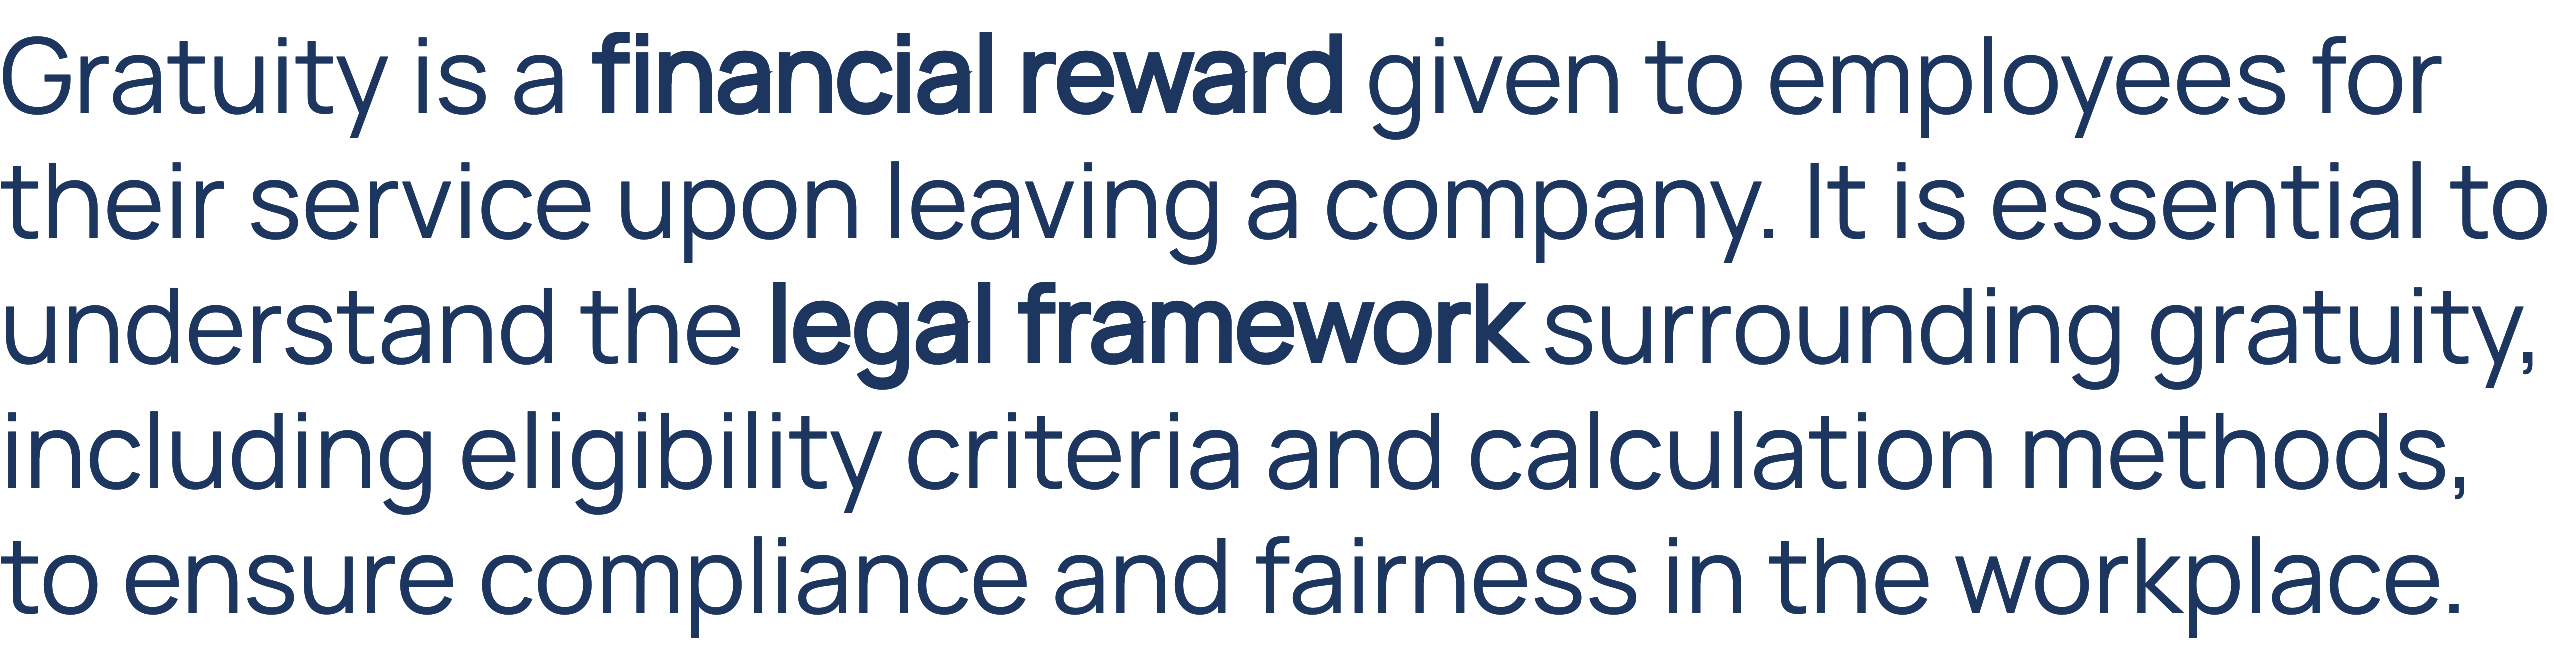 Gratuity is a financial reward given to employees for
their service upon leaving a company. It is essential to
understand the legal framework surrounding gratuity,
including eligibility criteria and calculation methods,
to ensure compliance and fairness in the workplace.